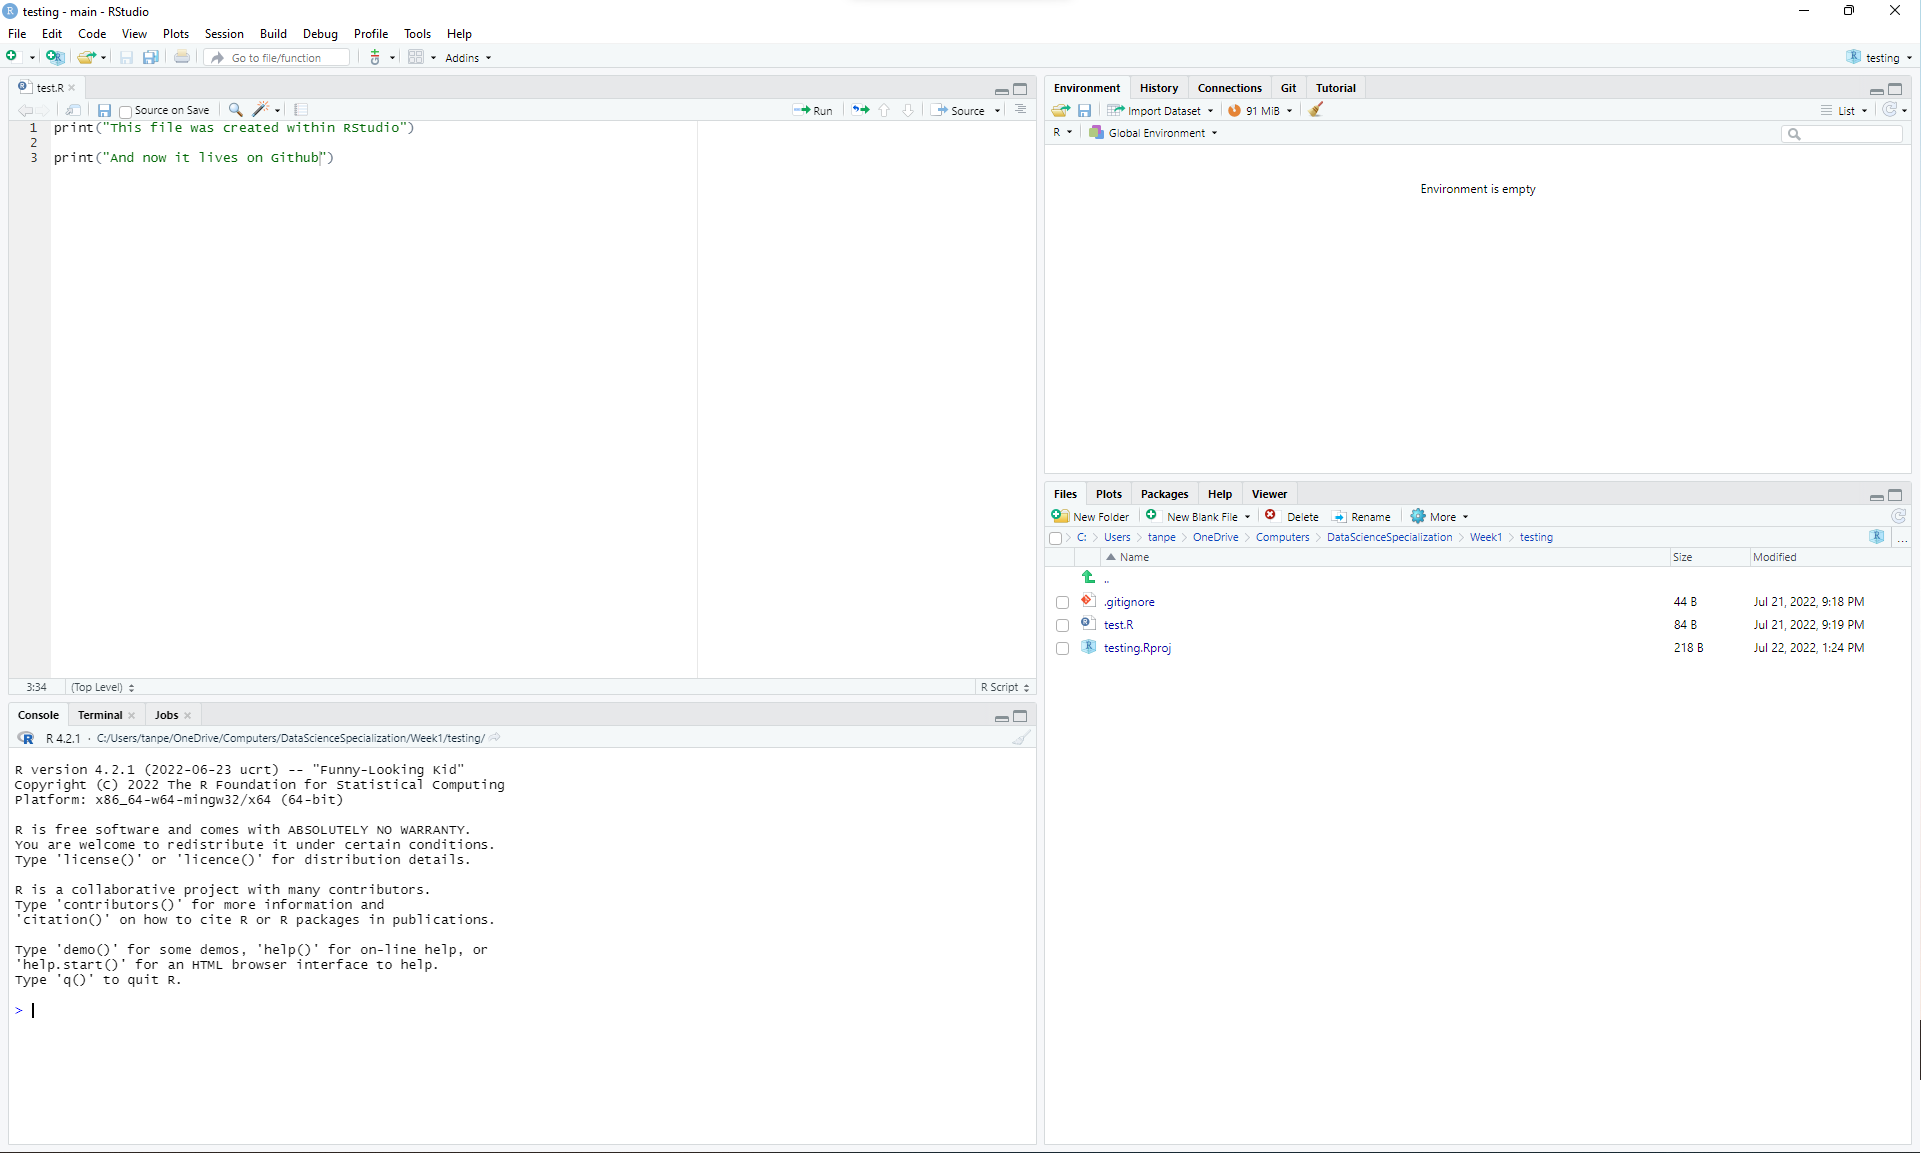 testing - main - RStudio
File Edit Code View Plots Session Build Debug Profile Tools Help
Go to file/function Addins testing
test.R
Source on Save Run Source
1 print("This file was created within RStudio")
2
3 print("And now it lives on Github")
3:34 (Top Level) R Script
Console Terminal Jobs
R 4.2.1 · C:/Users/tanpe/OneDrive/Computers/DataScienceSpecialization/Week1/testing/
R version 4.2.1 (2022-06-23 ucrt) -- "Funny-Looking Kid"
Copyright (C) 2022 The R Foundation for Statistical Computing
Platform: x86_64-w64-mingw32/x64 (64-bit)
R is free software and comes with ABSOLUTELY NO WARRANTY.
You are welcome to redistribute it under certain conditions.
Type 'license()' or 'licence()' for distribution details.
R is a collaborative project with many contributors.
Type 'contributors()' for more information and
'citation()' on how to cite R or R packages in publications.
Type 'demo()' for some demos, 'help()' for on-line help, or
'help.start()' for an HTML browser interface to help.
Type 'q()' to quit R.
>
Environment History Connections Git Tutorial
Import Dataset 91 MiB List
R Global Environment
Environment is empty
Files Plots Packages Help Viewer
New Folder New Blank File Delete Rename More
C: Users tanpe OneDrive Computers DataScienceSpecialization Week1 testing ...
Name Size Modified
..
.gitignore 44 B Jul 21, 2022, 9:18 PM
test.R 84 B Jul 21, 2022, 9:19 PM
testing.Rproj 218 B Jul 22, 2022, 1:24 PM